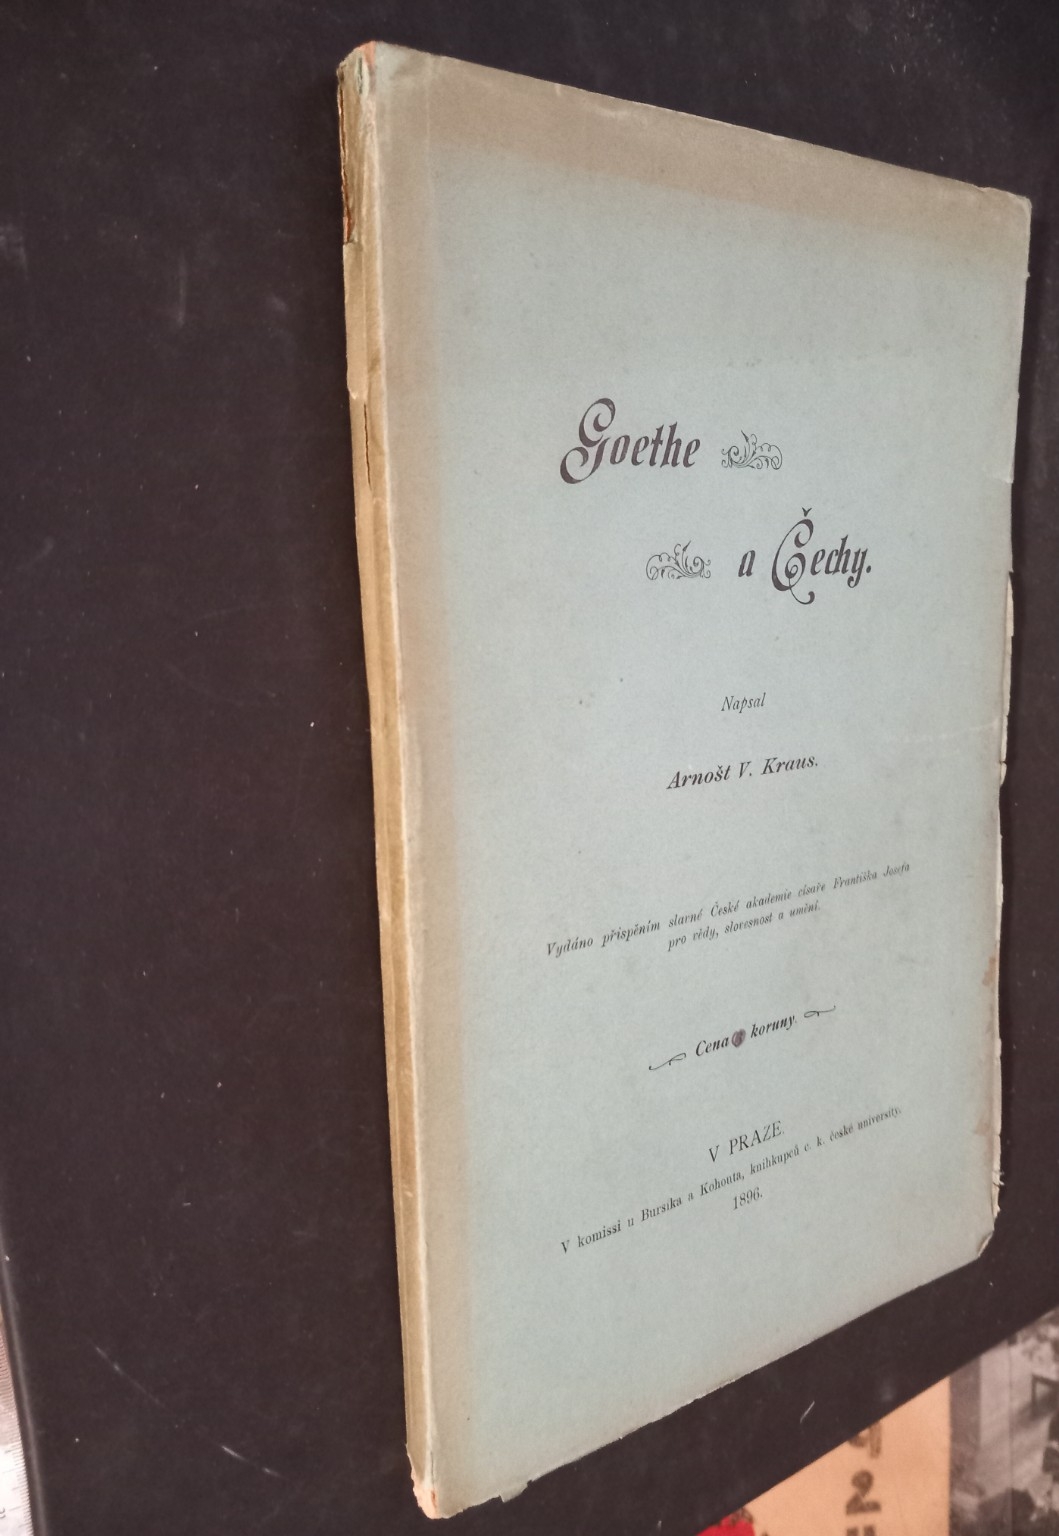 Goethe
a Čechy.
Napsal
Arnošt V. Kraus.
Vydáno přispěním slavné České akademie císaře Františka Josefa
pro vědy, slovesnost a umění.
Cena koruny.
V PRAZE.
V komissi u Bursíka a Kohouta, knihkupců c. k. české university.
1896.